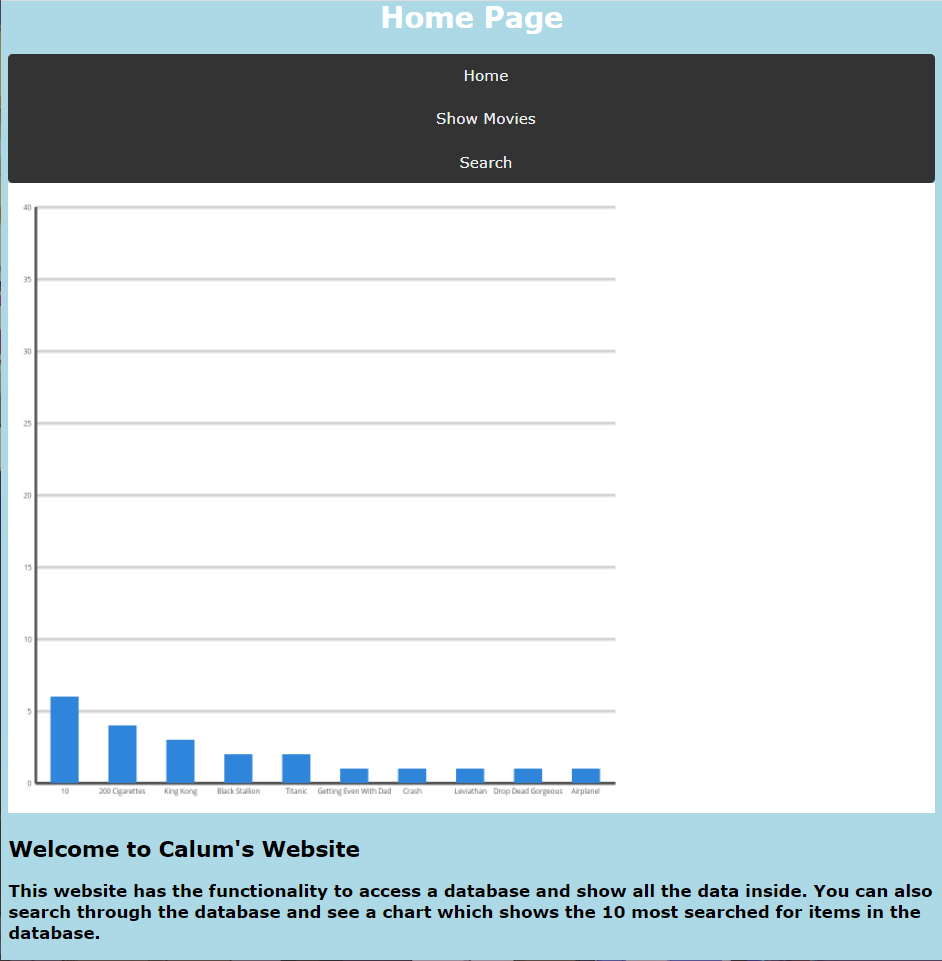 Home Page
Home
Show Movies
Search
40
35
30
25
20
15
10
5
0
10 200 Cigarettes King Kong Black Stallion Titanic Getting Even With Dad Crash Leviathan Drop Dead Gorgeous Airplane!
Welcome to Calum's Website
This website has the functionality to access a database and show all the data inside. You can also
search through the database and see a chart which shows the 10 most searched for items in the
database.